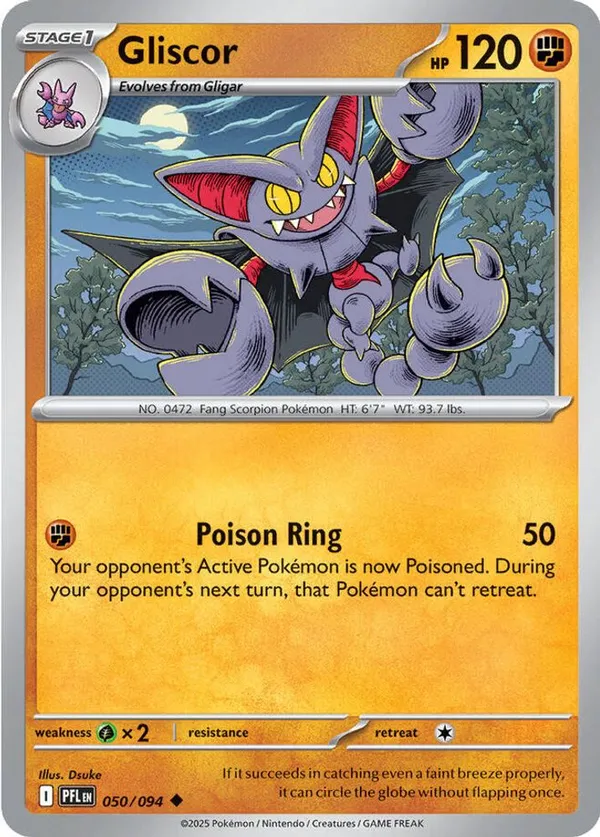 STAGE1
Gliscor
HP 120
Evolves from Gligar
NO. 0472 Fang Scorpion Pokémon HT: 6'7" WT: 93.7 lbs.
Poison Ring 50
Your opponent's Active Pokémon is now Poisoned. During
your opponent's next turn, that Pokémon can't retreat.
weakness ×2 resistance retreat
Illus. Dsuke
If it succeeds in catching even a faint breeze properly,
it can circle the globe without flapping once.
I PFL EN 050/094
©2025 Pokémon / Nintendo / Creatures / GAME FREAK